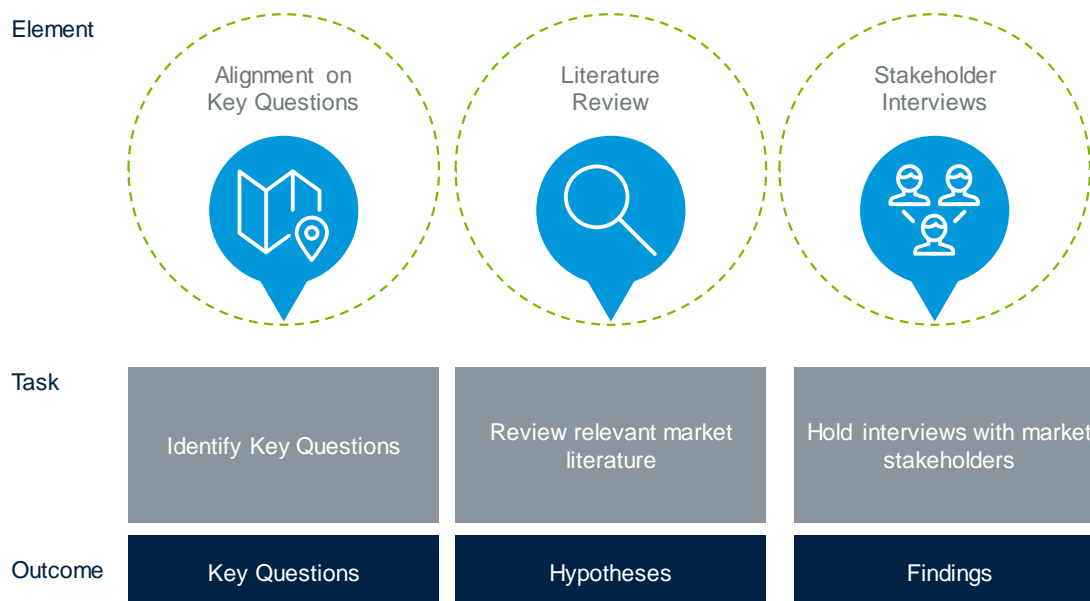 Element
Alignment on
Key Questions
Literature
Review
Stakeholder
Interviews
Task
Identify Key Questions
Review relevant market
literature
Hold interviews with market
stakeholders
Outcome
Key Questions
Hypotheses
Findings